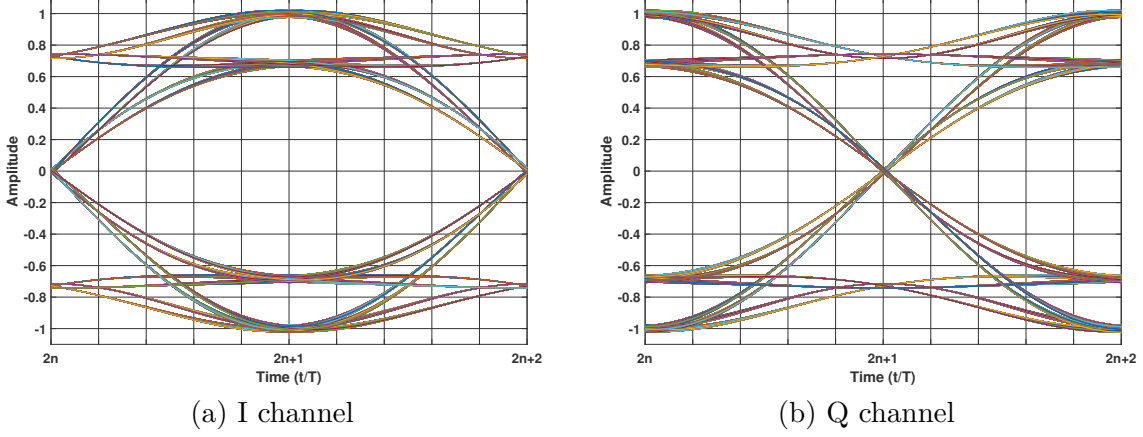 1
0.8
0.6
0.4
0.2
0
-0.2
-0.4
-0.6
-0.8
-1
Amplitude
2n
2n+1
2n+2
Time (t/T)
(a) I channel
1
0.8
0.6
0.4
0.2
0
-0.2
-0.4
-0.6
-0.8
-1
Amplitude
2n
2n+1
2n+2
Time (t/T)
(b) Q channel